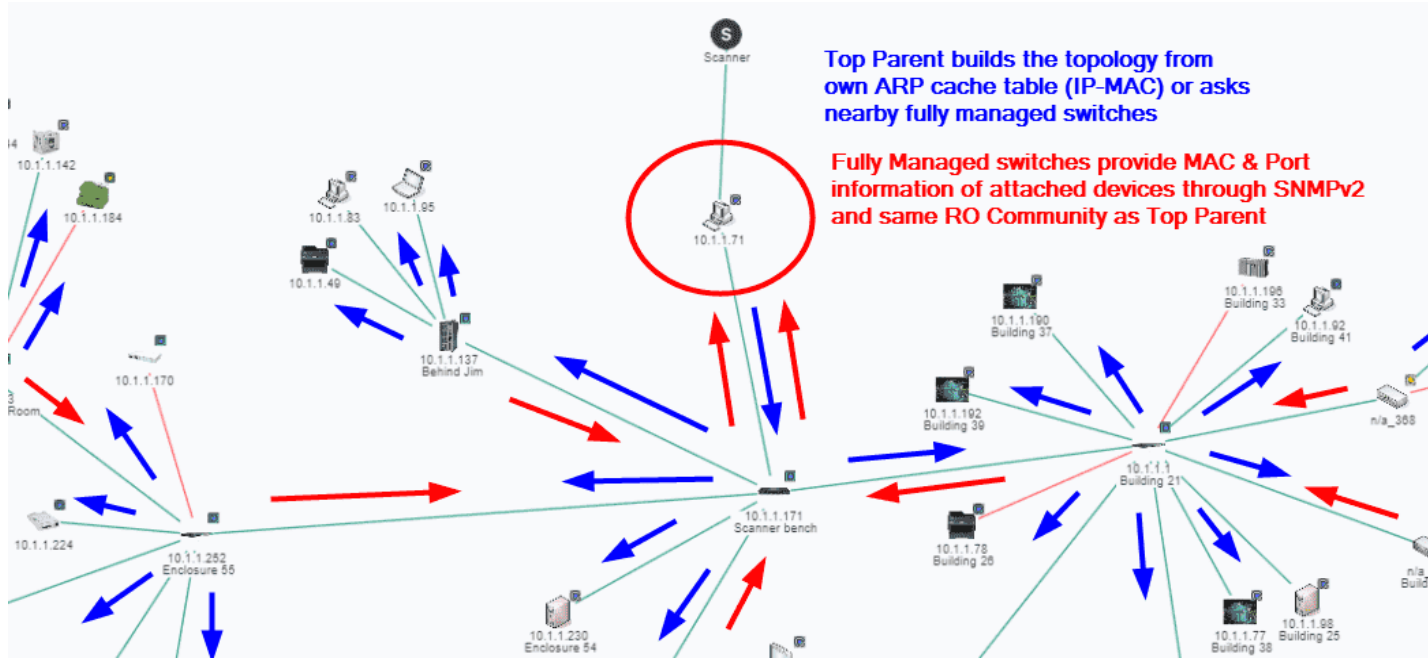 S
Scanner
Top Parent builds the topology from
own ARP cache table (IP-MAC) or asks
nearby fully managed switches
Fully Managed switches provide MAC & Port
information of attached devices through SNMPv2
and same RO Community as Top Parent
10.1.1.142
10.1.1.184
10.1.1.83
10.1.1.95
10.1.1.49
10.1.1.71
10.1.1.196
Building 33
10.1.1.190
Building 37
10.1.1.92
Building 41
10.1.1.137
Behind Jim
10.1.1.170
3
Room
10.1.1.192
Building 39
n/a_368
10.1.1.1
Building 21
10.1.1.171
Scanner bench
10.1.1.224
10.1.1.252
Enclosure 55
10.1.1.78
Building 26
n/a_
Build
10.1.1.230
Enclosure 54
10.1.1.77
Building 38
10.1.1.98
Building 25